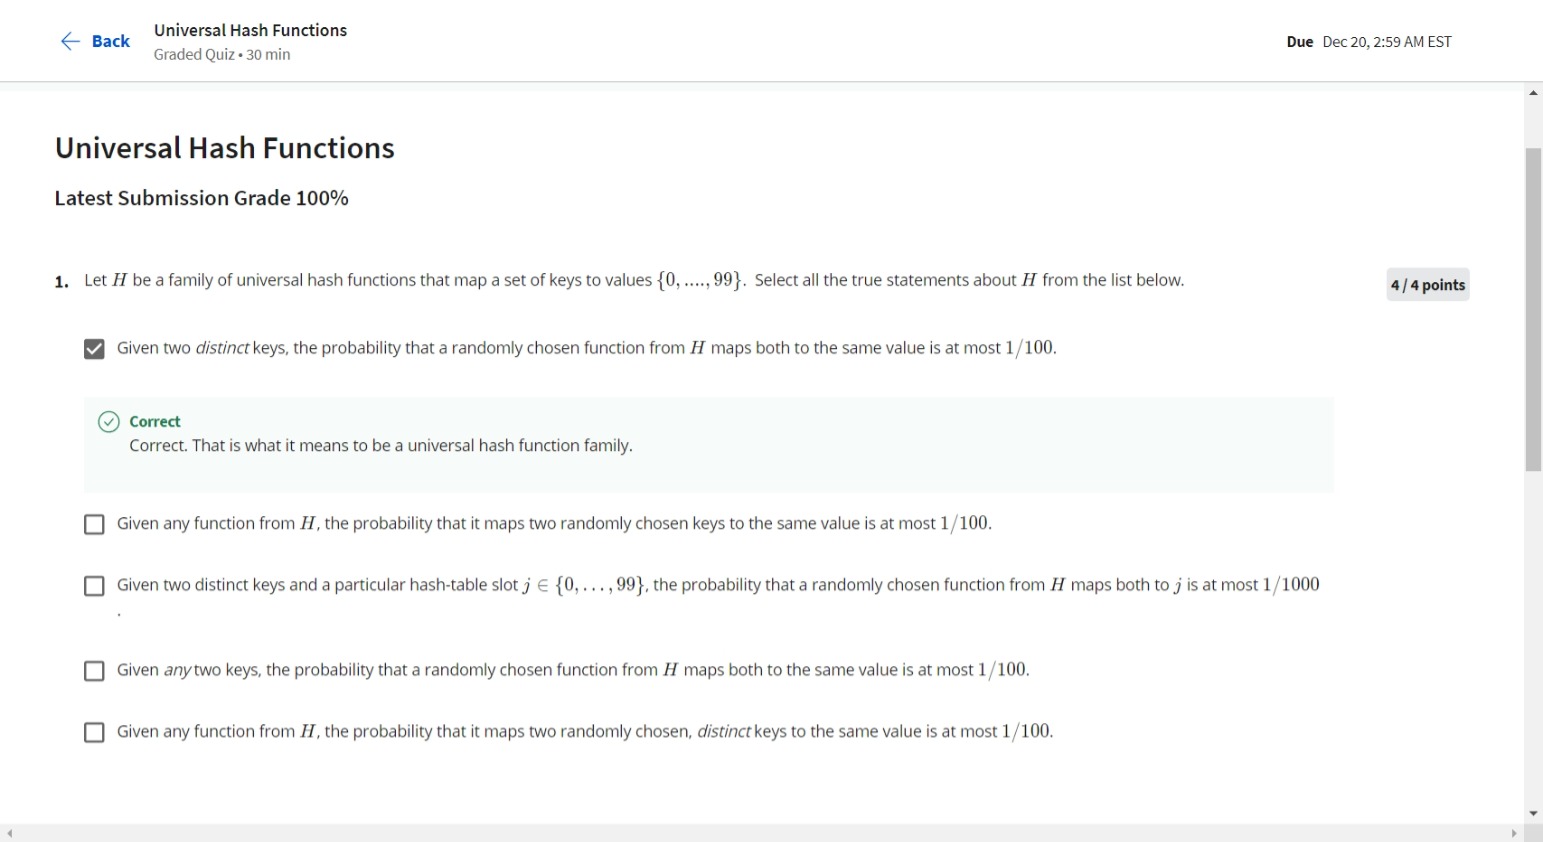 Back
Universal Hash Functions
Graded Quiz • 30 min
Due Dec 20, 2:59 AM EST
Universal Hash Functions
Latest Submission Grade 100%
1. Let H be a family of universal hash functions that map a set of keys to values {0, ...., 99}. Select all the true statements about H from the list below.
4 / 4 points
Given two distinct keys, the probability that a randomly chosen function from H maps both to the same value is at most 1/100.
Correct
Correct. That is what it means to be a universal hash function family.
Given any function from H, the probability that it maps two randomly chosen keys to the same value is at most 1/100.
Given two distinct keys and a particular hash-table slot j ∈ {0, . . . , 99}, the probability that a randomly chosen function from H maps both to j is at most 1/1000
.
Given any two keys, the probability that a randomly chosen function from H maps both to the same value is at most 1/100.
Given any function from H, the probability that it maps two randomly chosen, distinct keys to the same value is at most 1/100.